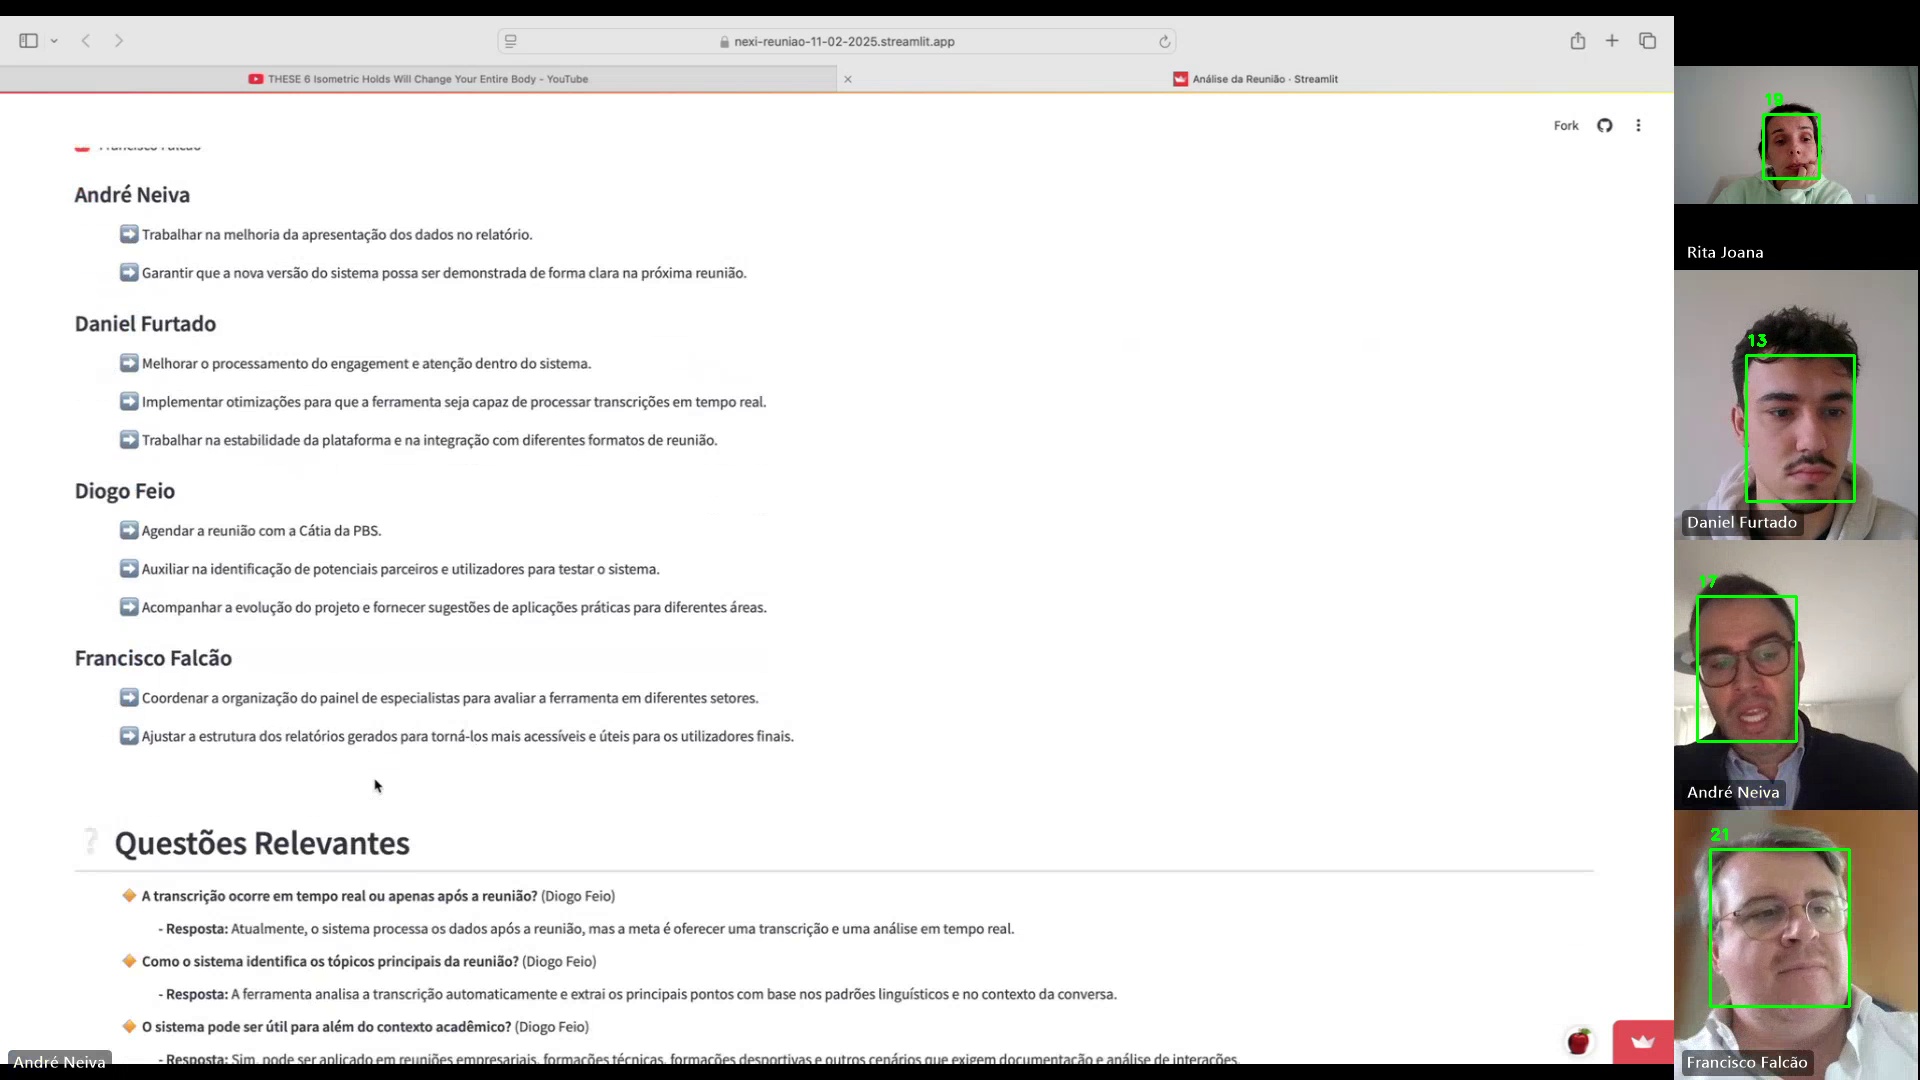 nexi-reuniao-11-02-2025.streamlit.app
THESE 6 Isometric Holds Will Change Your Entire Body - YouTube
Análise da Reunião · Streamlit
Fork
Francisco Falcão
André Neiva
Trabalhar na melhoria da apresentação dos dados no relatório.
Garantir que a nova versão do sistema possa ser demonstrada de forma clara na próxima reunião.
Daniel Furtado
Melhorar o processamento do engagement e atenção dentro do sistema.
Implementar otimizações para que a ferramenta seja capaz de processar transcrições em tempo real.
Trabalhar na estabilidade da plataforma e na integração com diferentes formatos de reunião.
Diogo Feio
Agendar a reunião com a Cátia da PBS.
Auxiliar na identificação de potenciais parceiros e utilizadores para testar o sistema.
Acompanhar a evolução do projeto e fornecer sugestões de aplicações práticas para diferentes áreas.
Francisco Falcão
Coordenar a organização do painel de especialistas para avaliar a ferramenta em diferentes setores.
Ajustar a estrutura dos relatórios gerados para torná-los mais acessíveis e úteis para os utilizadores finais.
Questões Relevantes
A transcrição ocorre em tempo real ou apenas após a reunião? (Diogo Feio)
- Resposta: Atualmente, o sistema processa os dados após a reunião, mas a meta é oferecer uma transcrição e uma análise em tempo real.
Como o sistema identifica os tópicos principais da reunião? (Diogo Feio)
- Resposta: A ferramenta analisa a transcrição automaticamente e extrai os principais pontos com base nos padrões linguísticos e no contexto da conversa.
O sistema pode ser útil para além do contexto acadêmico? (Diogo Feio)
- Resposta: Sim, pode ser aplicado em reuniões empresariais, formações técnicas, formações desportivas e outros cenários que exigem documentação e análise de interações.
André Neiva
19
Rita Joana
13
Daniel Furtado
17
André Neiva
21
Francisco Falcão